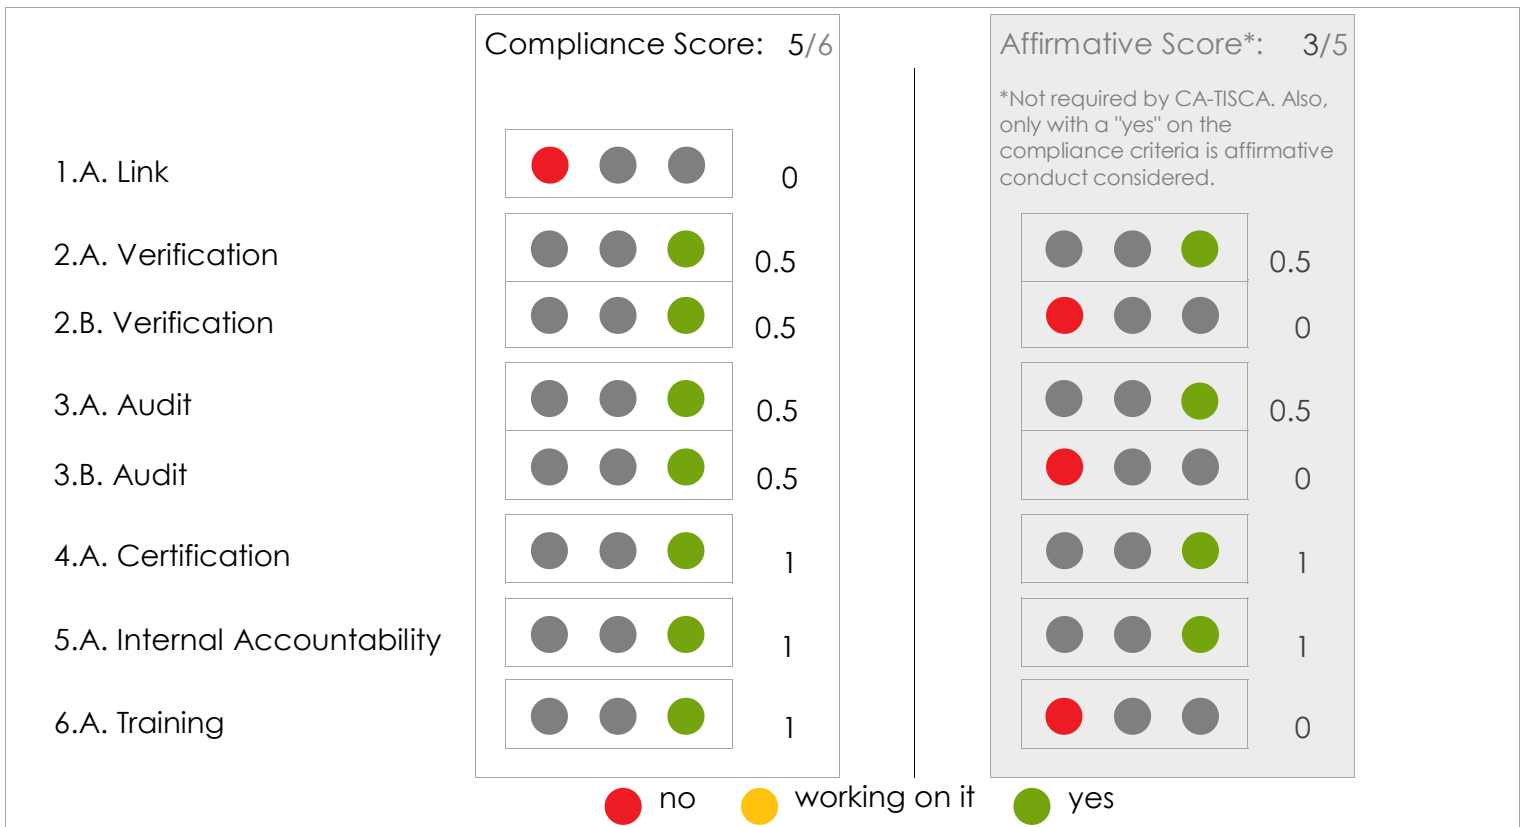 Compliance Score: 5/6
Affirmative Score*: 3/5
*Not required by CA-TISCA. Also,
only with a "yes" on the
compliance criteria is affirmative
conduct considered.
1.A. Link 0
2.A. Verification 0.5 0.5
2.B. Verification 0.5 0
3.A. Audit 0.5 0.5
3.B. Audit 0.5 0
4.A. Certification 1 1
5.A. Internal Accountability 1 1
6.A. Training 1 0
no working on it yes